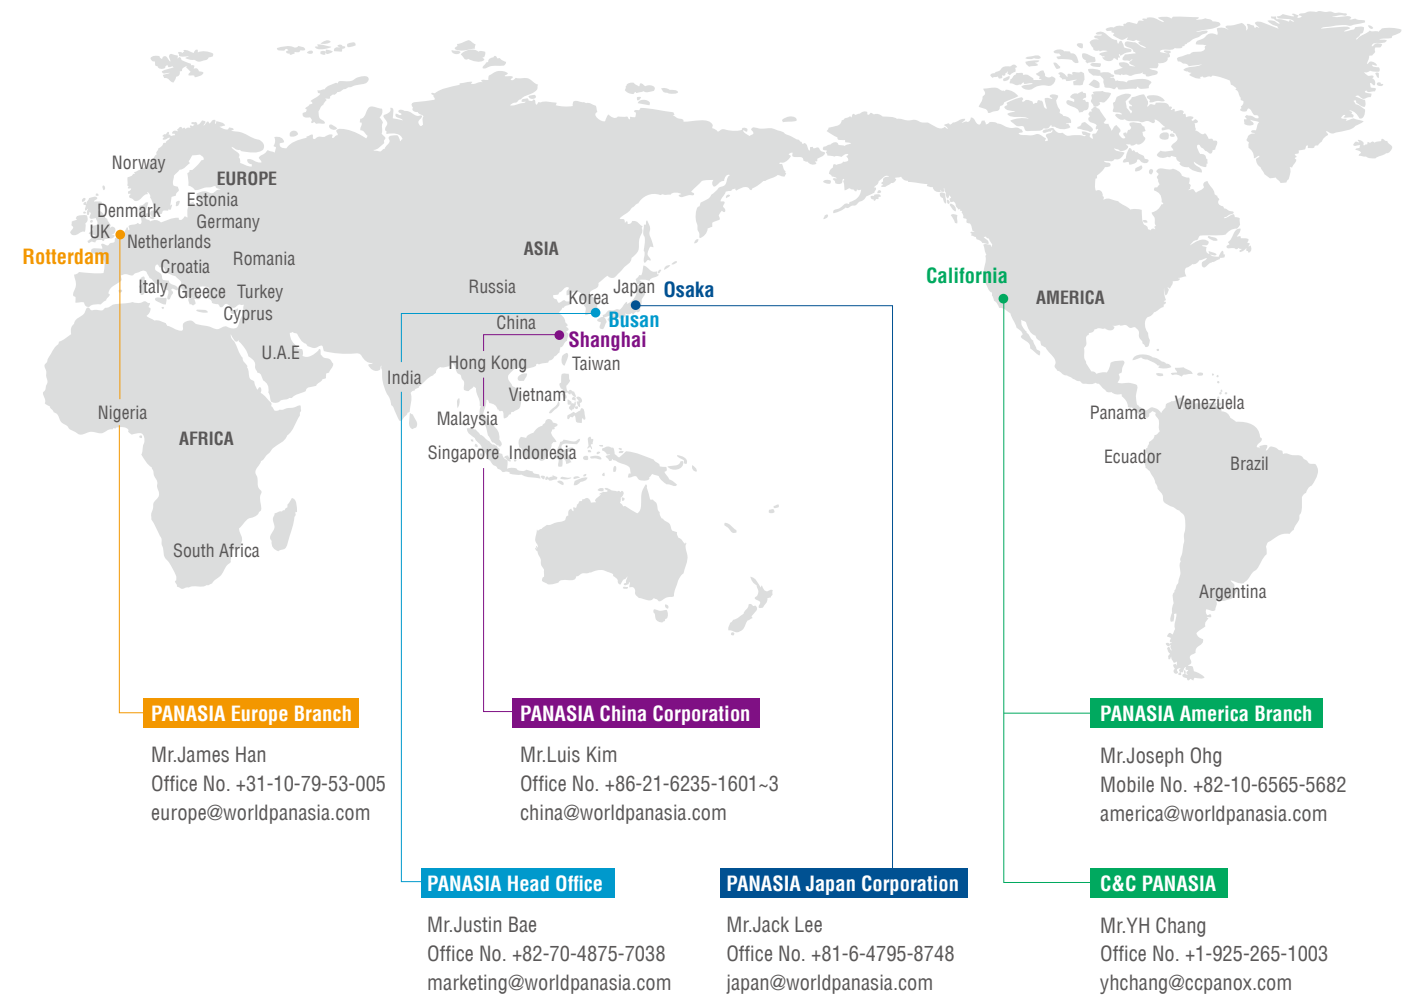 Norway
EUROPE
Estonia
Denmark
Germany
UK
Netherlands
Rotterdam
Croatia
Romania
Italy
Greece
Turkey
Cyprus
U.A.E
Nigeria
AFRICA
South Africa
ASIA
Russia
Korea
Japan
Osaka
Busan
China
Shanghai
Hong Kong
Taiwan
India
Vietnam
Malaysia
Singapore
Indonesia
California
AMERICA
Panama
Venezuela
Ecuador
Brazil
Argentina
PANASIA Europe Branch
Mr.James Han
Office No. +31-10-79-53-005
europe@worldpanasia.com
PANASIA China Corporation
Mr.Luis Kim
Office No. +86-21-6235-1601~3
china@worldpanasia.com
PANASIA America Branch
Mr.Joseph Ohg
Mobile No. +82-10-6565-5682
america@worldpanasia.com
PANASIA Head Office
Mr.Justin Bae
Office No. +82-70-4875-7038
marketing@worldpanasia.com
PANASIA Japan Corporation
Mr.Jack Lee
Office No. +81-6-4795-8748
japan@worldpanasia.com
C&C PANASIA
Mr.YH Chang
Office No. +1-925-265-1003
yhchang@ccpanox.com